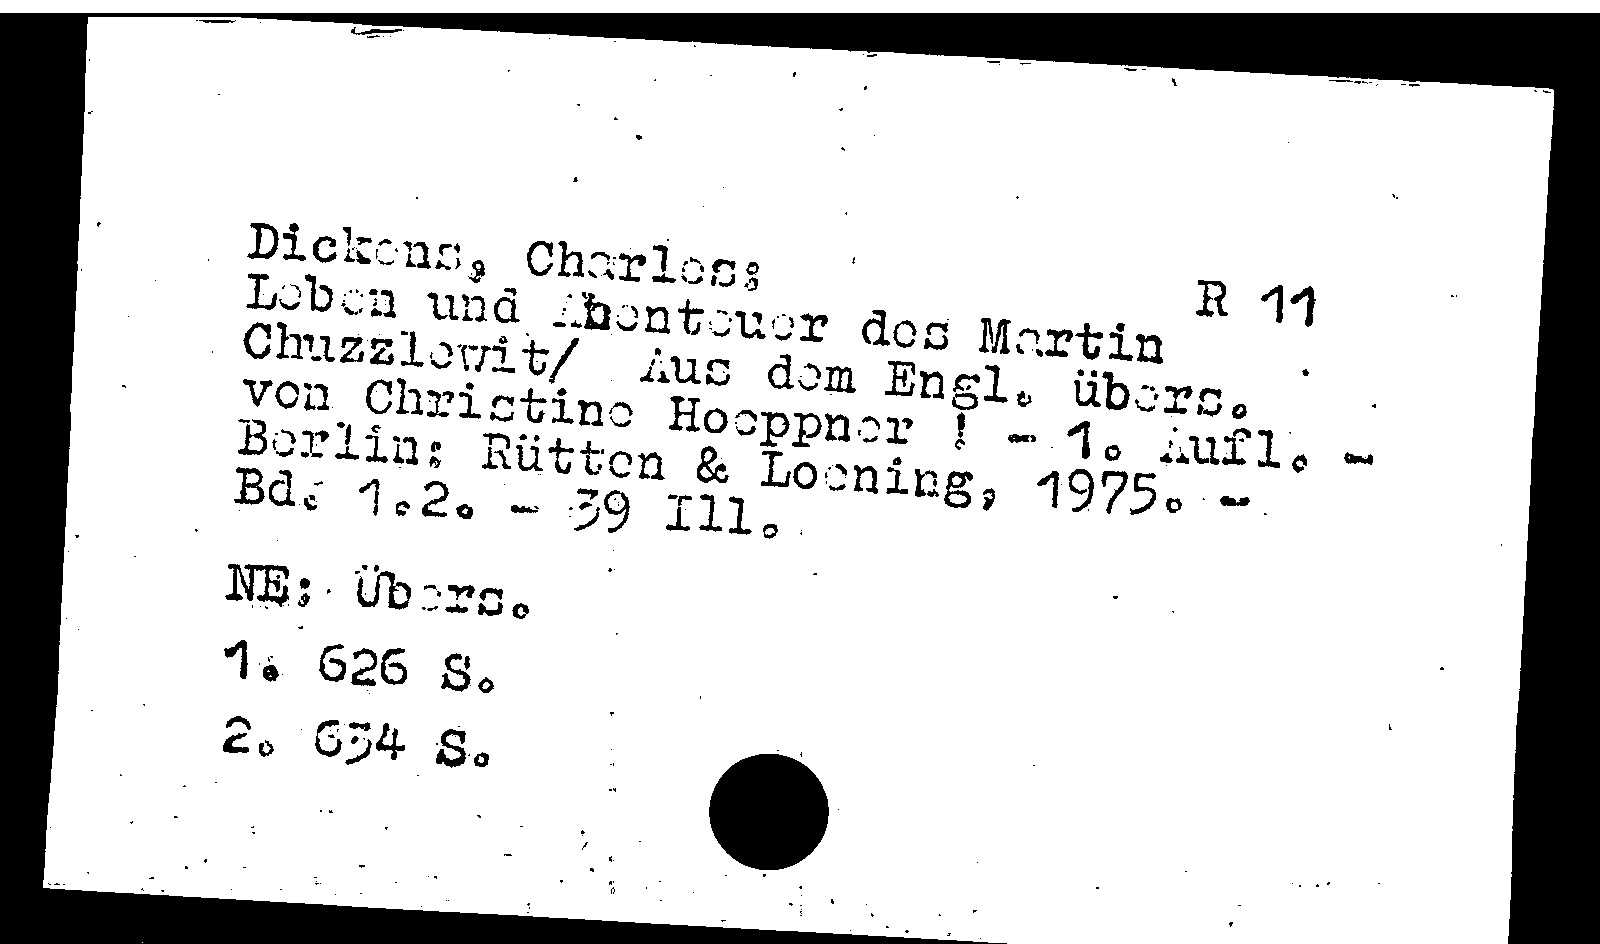 Dickens, Charles:
R 11
Leben und Abenteuer des Martin
Chuzzlewit/ Aus dem Engl. übers.
von Christine Hoeppner ! - 1. Aufl. -
Berlin: Rütten & Loening, 1975. -
Bd. 1.2. - 39 Ill.
NE: Übers.
1. 626 S.
2. 634 S.